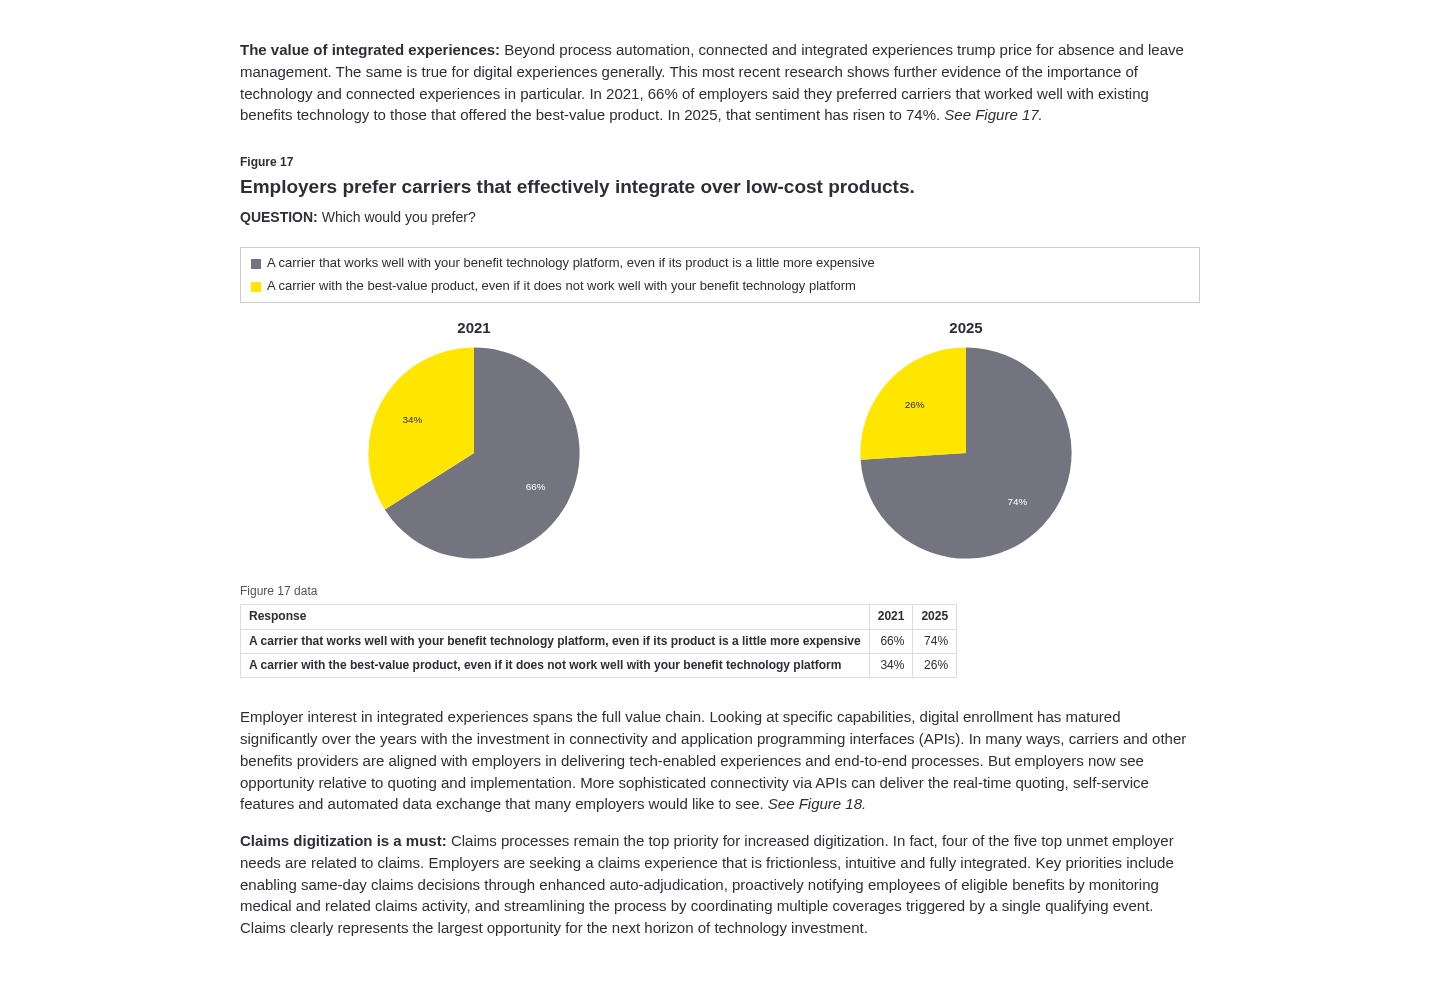 The value of integrated experiences: Beyond process automation, connected and integrated experiences trump price for absence and leave
management. The same is true for digital experiences generally. This most recent research shows further evidence of the importance of
technology and connected experiences in particular. In 2021, 66% of employers said they preferred carriers that worked well with existing
benefits technology to those that offered the best-value product. In 2025, that sentiment has risen to 74%. See Figure 17.
Figure 17
Employers prefer carriers that effectively integrate over low-cost products.
QUESTION: Which would you prefer?
A carrier that works well with your benefit technology platform, even if its product is a little more expensive
A carrier with the best-value product, even if it does not work well with your benefit technology platform
2021
34%
66%
2025
26%
74%
Figure 17 data
Response 2021 2025
A carrier that works well with your benefit technology platform, even if its product is a little more expensive 66% 74%
A carrier with the best-value product, even if it does not work well with your benefit technology platform 34% 26%
Employer interest in integrated experiences spans the full value chain. Looking at specific capabilities, digital enrollment has matured
significantly over the years with the investment in connectivity and application programming interfaces (APIs). In many ways, carriers and other
benefits providers are aligned with employers in delivering tech-enabled experiences and end-to-end processes. But employers now see
opportunity relative to quoting and implementation. More sophisticated connectivity via APIs can deliver the real-time quoting, self-service
features and automated data exchange that many employers would like to see. See Figure 18.
Claims digitization is a must: Claims processes remain the top priority for increased digitization. In fact, four of the five top unmet employer
needs are related to claims. Employers are seeking a claims experience that is frictionless, intuitive and fully integrated. Key priorities include
enabling same-day claims decisions through enhanced auto-adjudication, proactively notifying employees of eligible benefits by monitoring
medical and related claims activity, and streamlining the process by coordinating multiple coverages triggered by a single qualifying event.
Claims clearly represents the largest opportunity for the next horizon of technology investment.